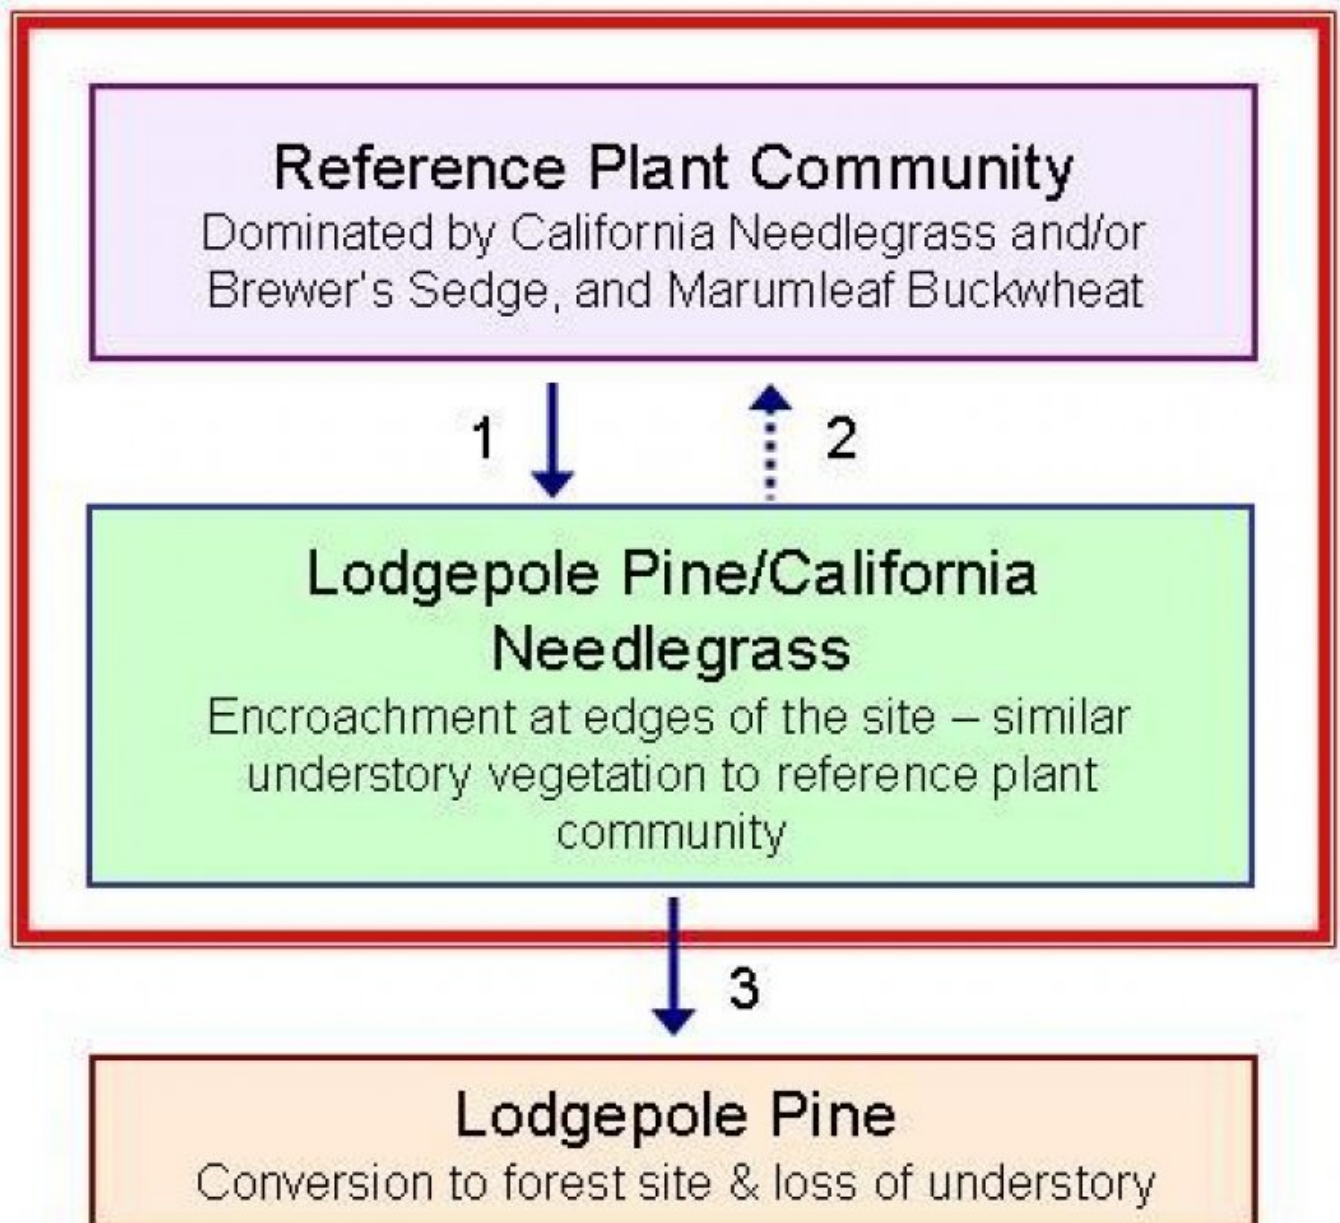 Reference Plant Community
Dominated by California Needlegrass and/or
Brewer's Sedge, and Marumleaf Buckwheat
1
2
Lodgepole Pine/California
Needlegrass
Encroachment at edges of the site – similar
understory vegetation to reference plant
community
3
Lodgepole Pine
Conversion to forest site & loss of understory